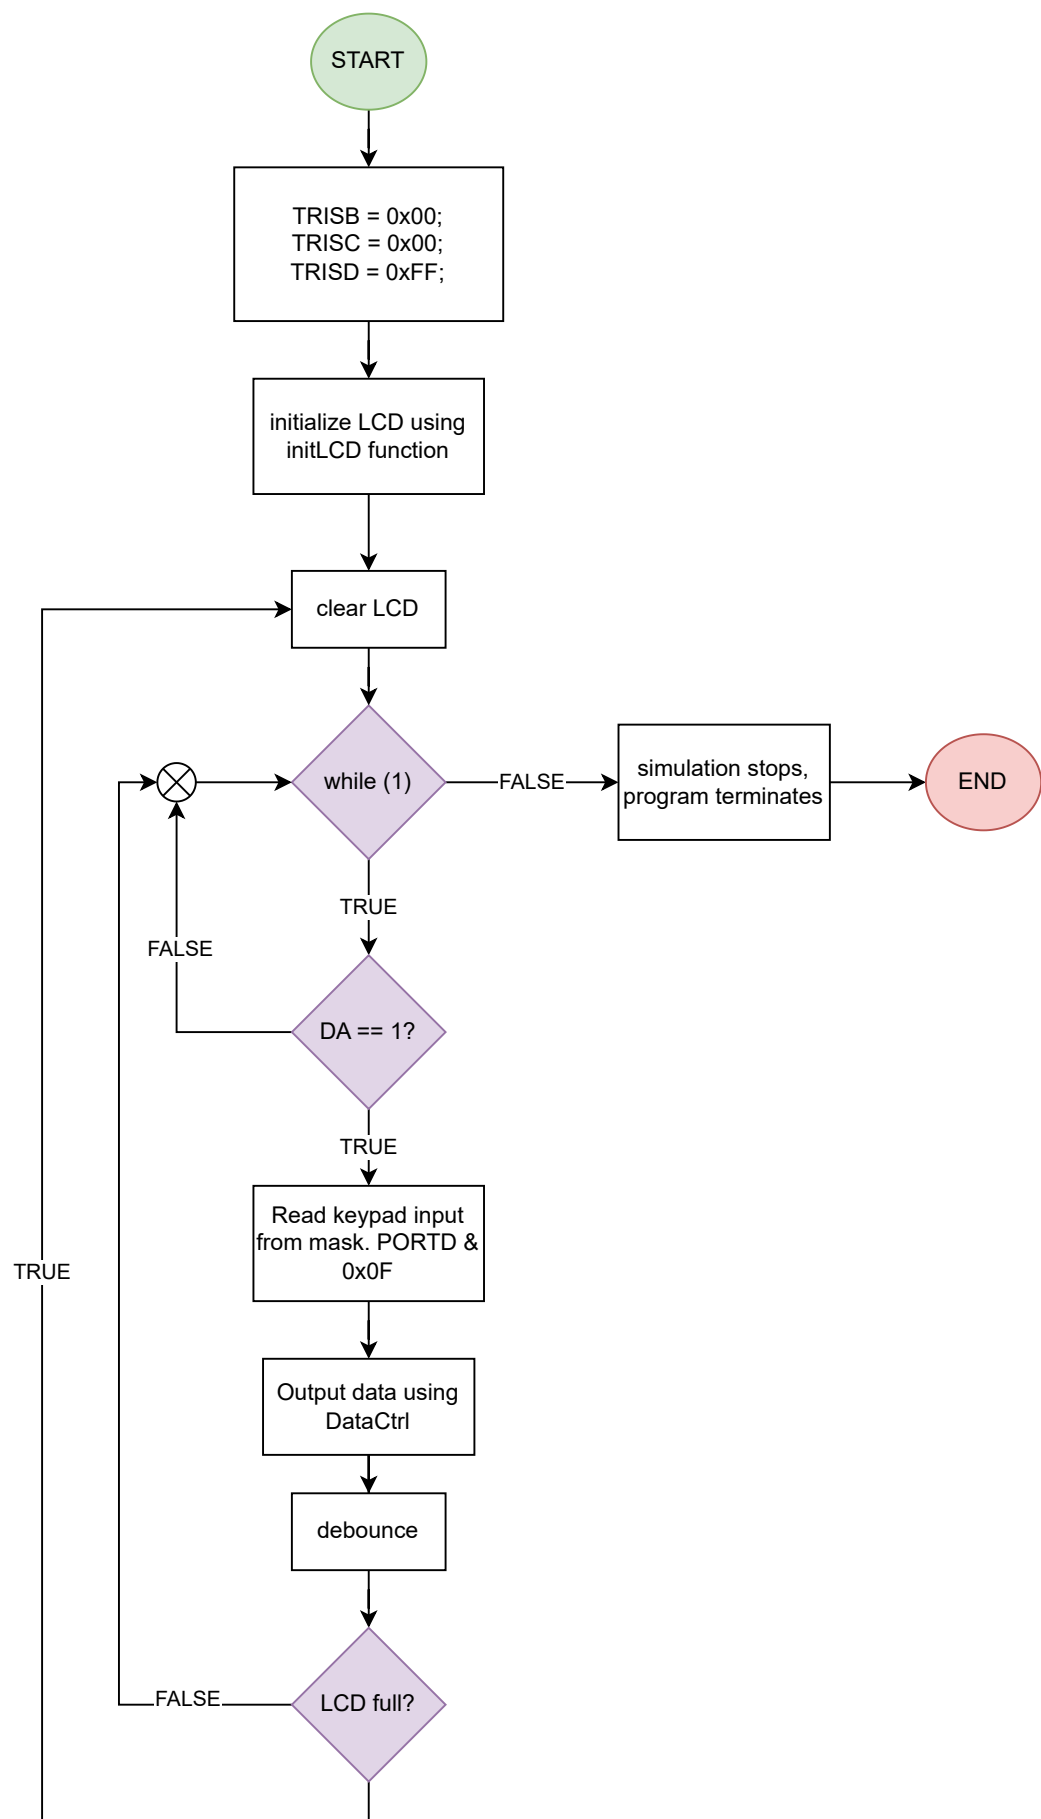 START
TRISB = 0x00;
TRISC = 0x00;
TRISD = 0xFF;
initialize LCD using
initLCD function
clear LCD
while (1)
FALSE
simulation stops,
program terminates
END
TRUE
FALSE
DA == 1?
TRUE
Read keypad input
from mask. PORTD &
0x0F
TRUE
Output data using
DataCtrl
debounce
LCD full?
FALSE